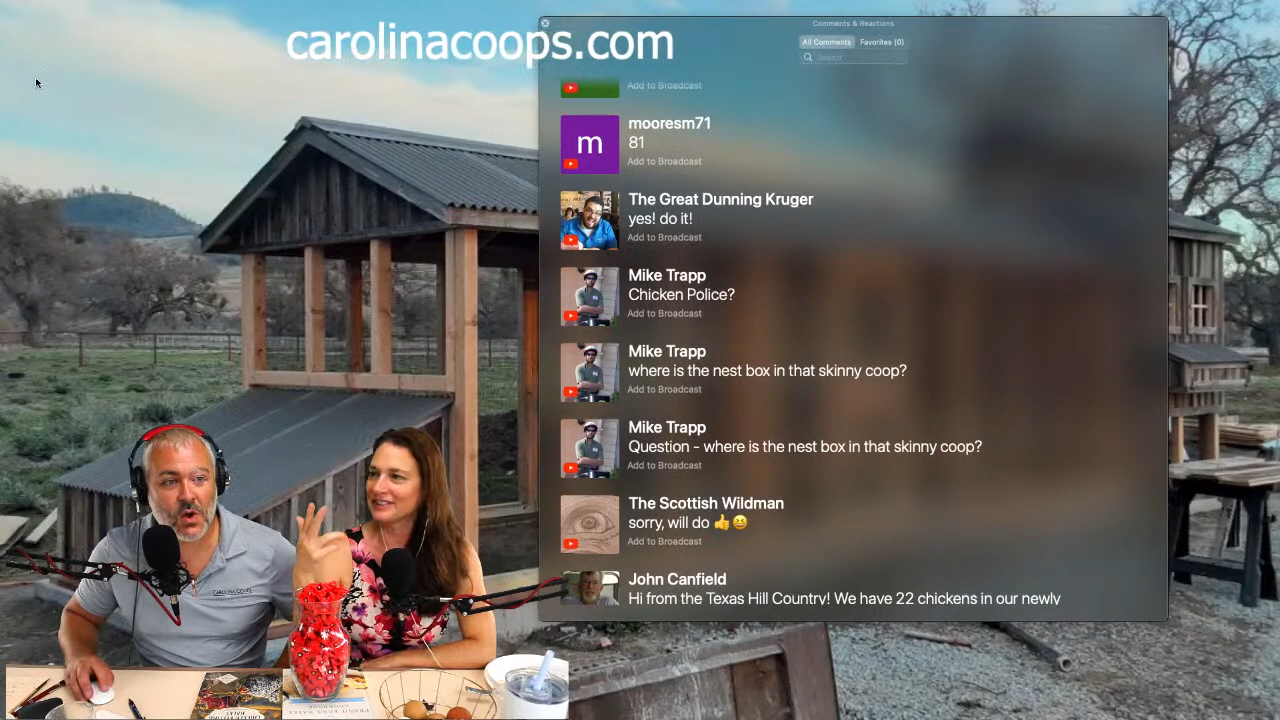 carolinacoops.com
Comments & Reactions
All Comments
Favorites (0)
Search
Add to Broadcast
m
mooresm71
81
Add to Broadcast
The Great Dunning Kruger
yes! do it!
Add to Broadcast
Mike Trapp
Chicken Police?
Add to Broadcast
Mike Trapp
where is the nest box in that skinny coop?
Add to Broadcast
Mike Trapp
Question - where is the nest box in that skinny coop?
Add to Broadcast
The Scottish Wildman
sorry, will do 👍😆
Add to Broadcast
John Canfield
Hi from the Texas Hill Country! We have 22 chickens in our newly
CAROLINA COOPS